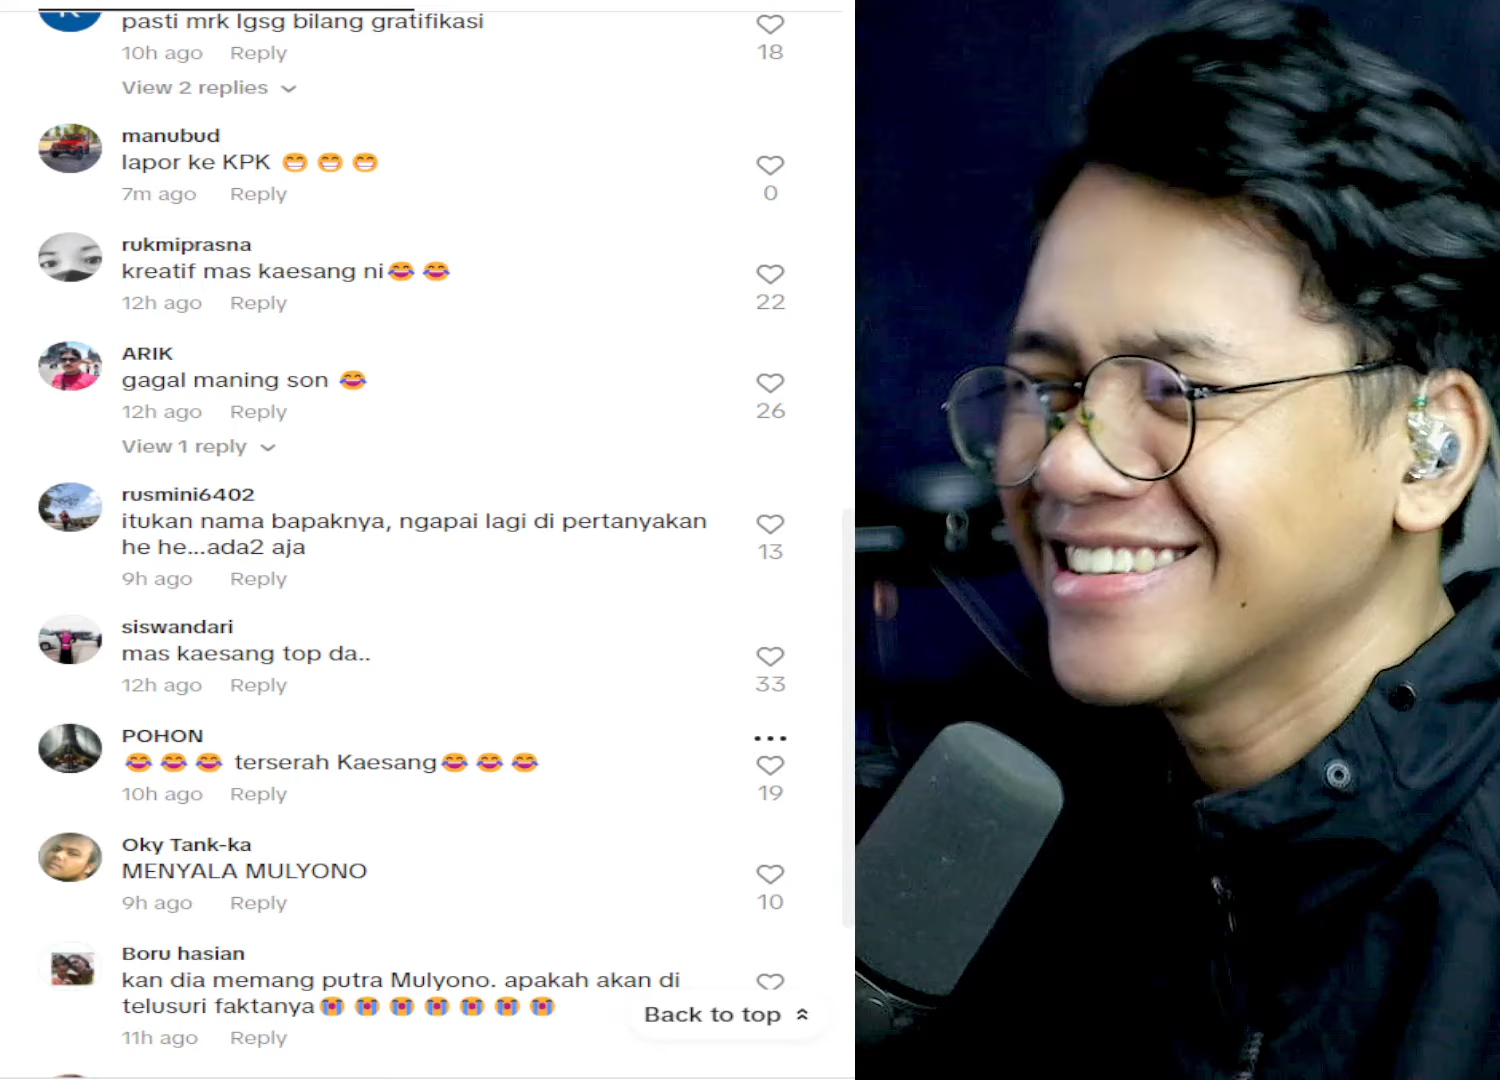 pasti mrk lgsg bilang gratifikasi
10h ago Reply 18
View 2 replies
manubud
lapor ke KPK 😁😁😁
7m ago Reply 0
rukmiprasna
kreatif mas kaesang ni😂😂
12h ago Reply 22
ARIK
gagal maning son 😂
12h ago Reply 26
View 1 reply
rusmini6402
itukan nama bapaknya, ngapai lagi di pertanyakan
he he...ada2 aja
9h ago Reply 13
siswandari
mas kaesang top da..
12h ago Reply 33
POHON
😂😂😂 terserah Kaesang😂😂😂
10h ago Reply 19
Oky Tank-ka
MENYALA MULYONO
9h ago Reply 10
Boru hasian
kan dia memang putra Mulyono. apakah akan di
telusuri faktanya😭😭😭😭😭😭😭
Back to top
11h ago Reply